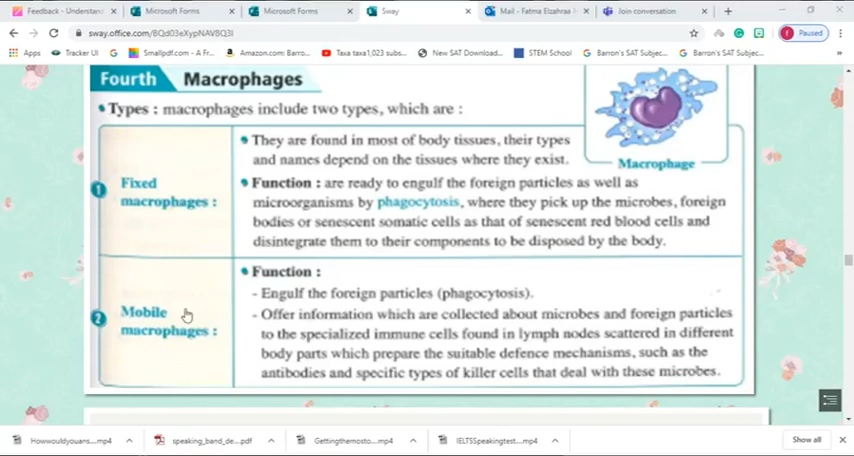 Feedback - Understand
Microsoft Forms
Microsoft Forms
Sway
Mail - Fatma Elzahraa
Join conversation
sway.office.com/8Qd03eXypNAV8Q3I
Paused
Apps
Tracker UI
G
Smallpdf.com - A Fr...
Amazon.com: Barro...
Taxa taxa1,023 subs...
New SAT Download...
STEM School
Barron's SAT Subjec...
Barron's SAT Subjec...
Fourth Macrophages
• Types : macrophages include two types, which are :
Macrophage
1 Fixed
macrophages :
• They are found in most of body tissues, their types
and names depend on the tissues where they exist.
• Function : are ready to engulf the foreign particles as well as
microorganisms by phagocytosis, where they pick up the microbes, foreign
bodies or senescent somatic cells as that of senescent red blood cells and
disintegrate them to their components to be disposed by the body.
2 Mobile
macrophages :
• Function :
- Engulf the foreign particles (phagocytosis).
- Offer information which are collected about microbes and foreign particles
to the specialized immune cells found in lymph nodes scattered in different
body parts which prepare the suitable defence mechanisms, such as the
antibodies and specific types of killer cells that deal with these microbes.
Howwouldyouans....mp4
speaking_band_de....pdf
Gettingthemosto....mp4
IELTSSpeakingtest....mp4
Show all